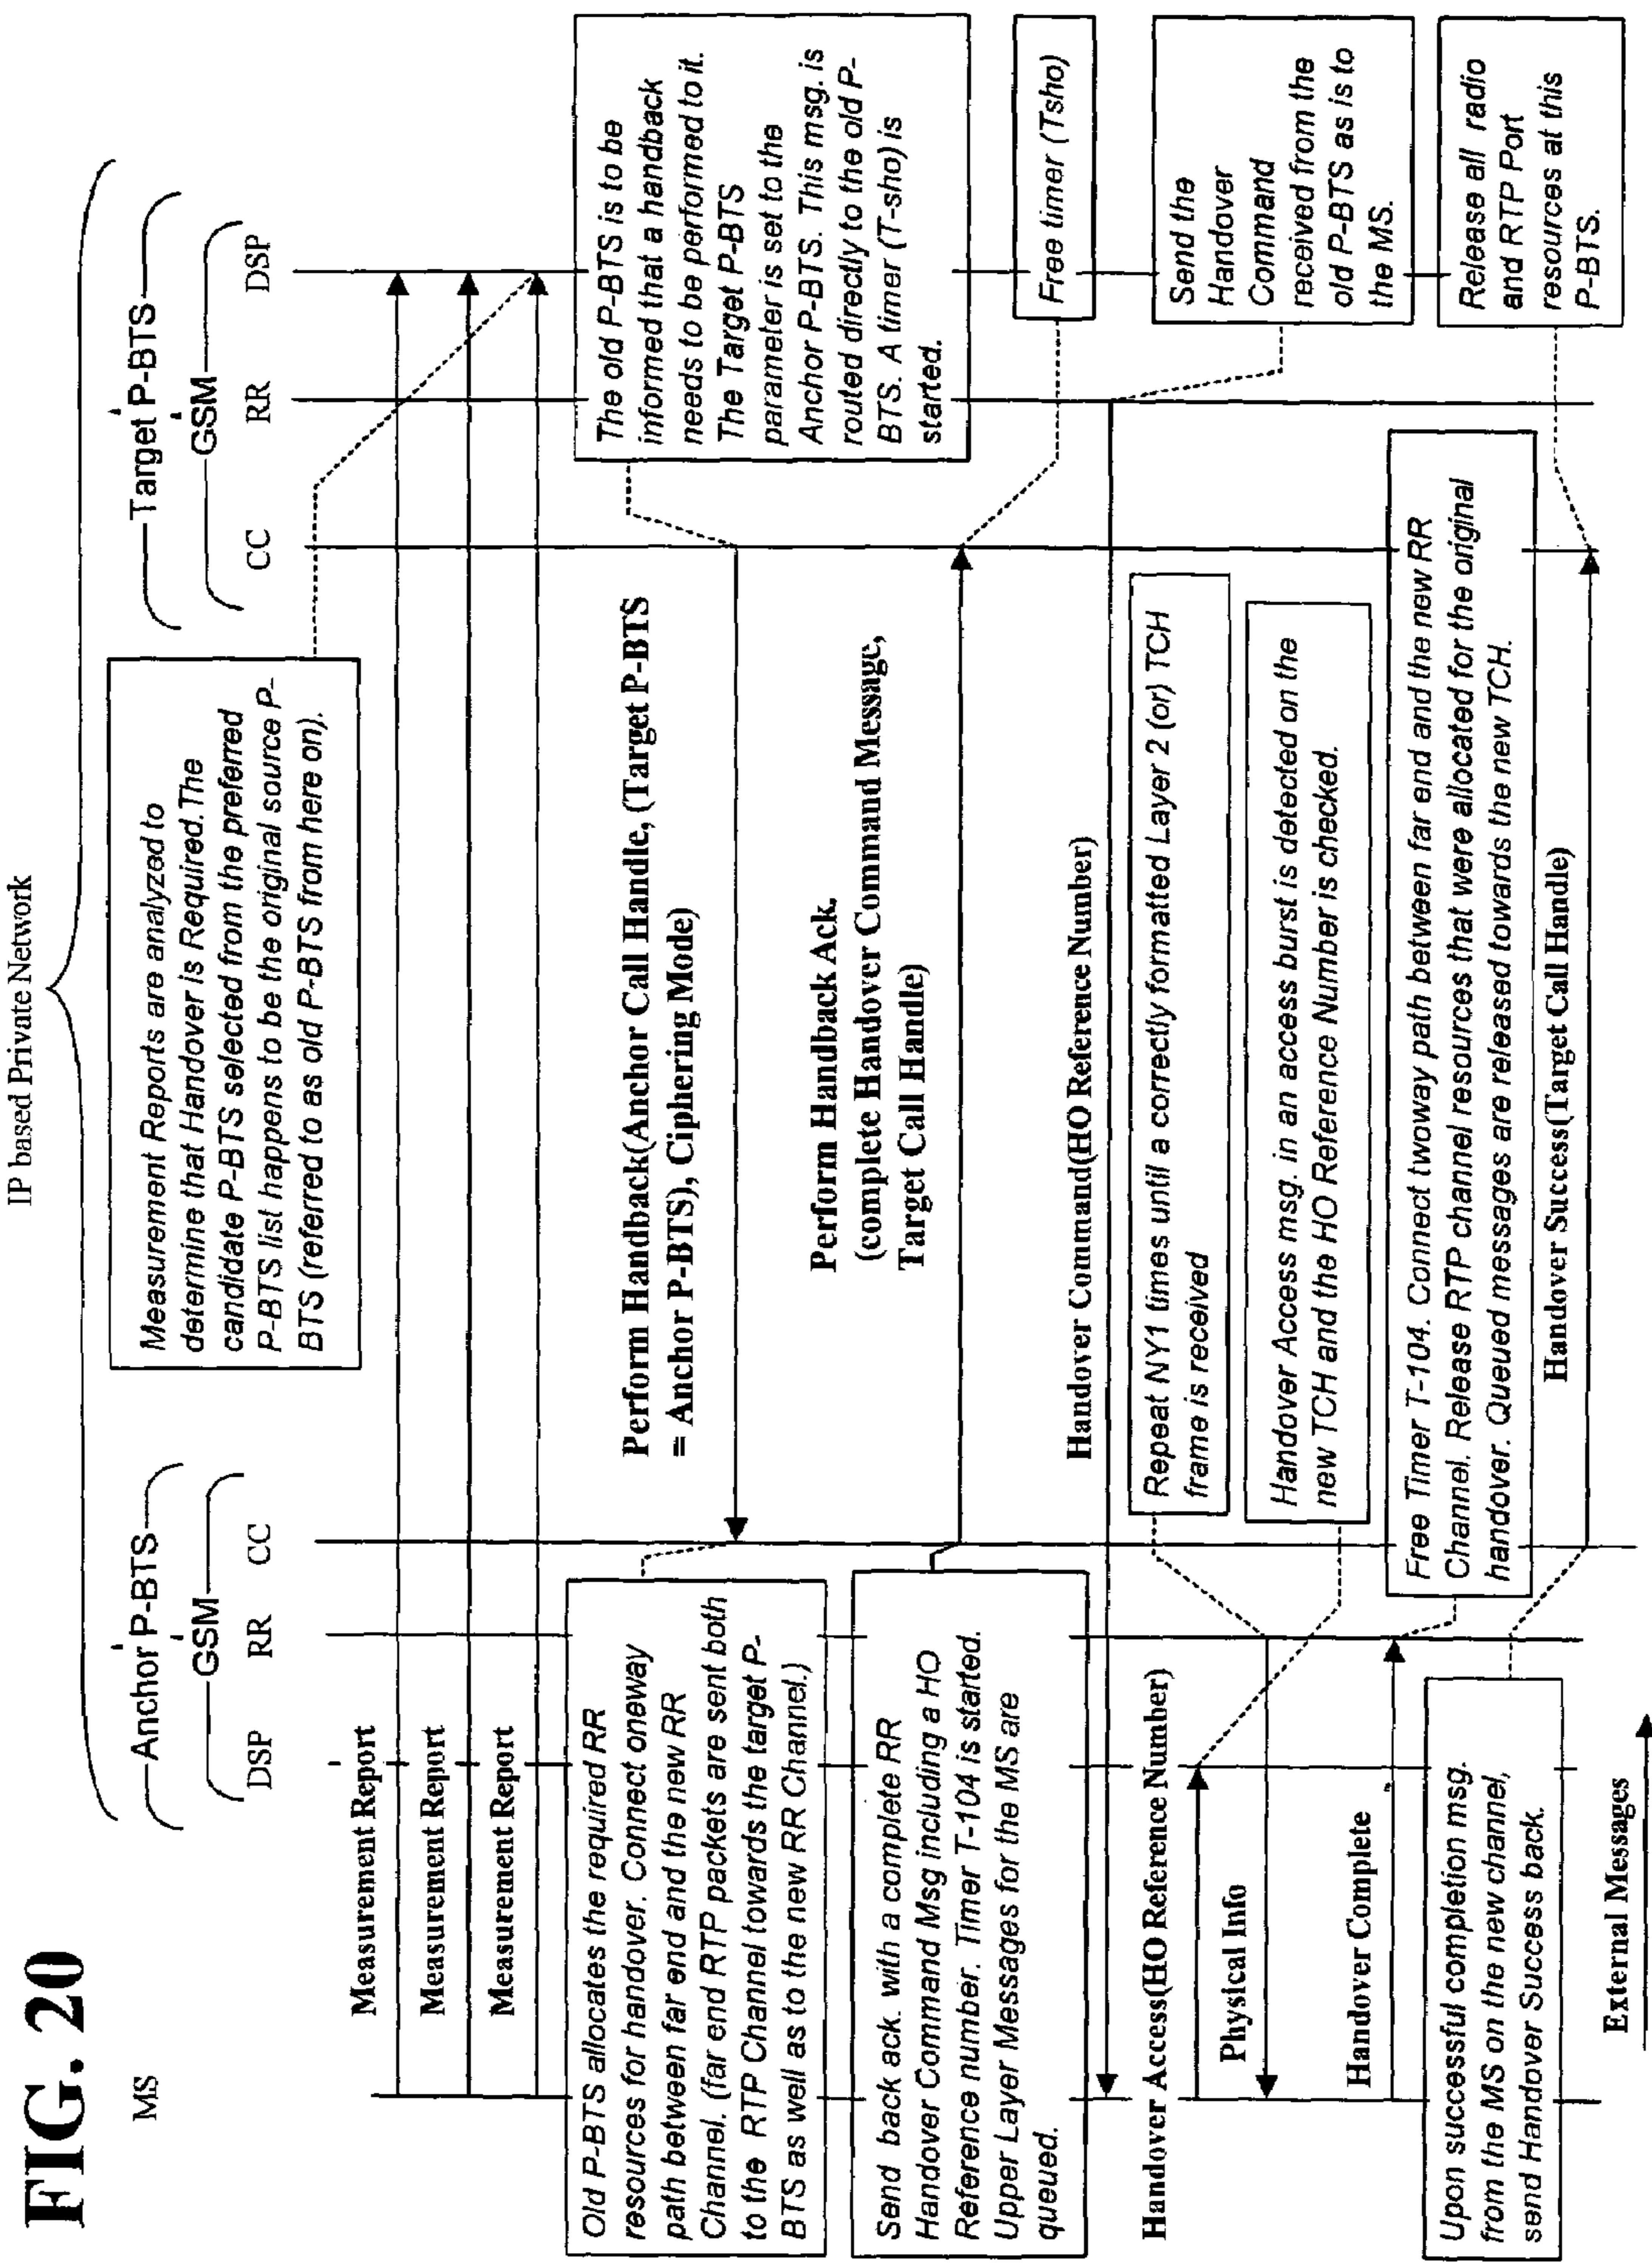 FIG. 20
IP based Private Network
MS
Anchor P-BTS
GSM
DSP RR CC
Target P-BTS
GSM
CC RR DSP
Measurement Reports are analyzed to
determine that Handover is Required.The
candidate P-BTS selected from the preferred
P-BTS list happens to be the original source P-
BTS (referred to as old P-BTS from here on).
Measurement Report
Measurement Report
Measurement Report
The old P-BTS is to be
informed that a handback
needs to be performed to it.
The Target P-BTS
parameter is set to the
Anchor P-BTS. This msg. is
routed directly to the old P-
BTS. A timer (T-sho) is
started.
Perform Handback(Anchor Call Handle, (Target P-BTS
= Anchor P-BTS), Ciphering Mode)
Old P-BTS allocates the required RR
resources for handover. Connect oneway
path between far end and the new RR
Channel. (far end RTP packets are sent both
to the RTP Channel towards the target P-
BTS as well as to the new RR Channel.)
Perform Handback Ack.
(complete Handover Command Message,
Target Call Handle)
Free timer (Tsho)
Send back ack. with a complete RR
Handover Command Msg including a HO
Reference number. Timer T-104 is started.
Upper Layer Messages for the MS are
queued.
Handover Command(HO Reference Number)
Send the
Handover
Command
received from the
old P-BTS as is to
the MS.
Handover Access(HO Reference Number)
Repeat NY1 times until a correctly formatted Layer 2 (or) TCH
frame is received
Physical Info
Handover Access msg. in an access burst is detected on the
new TCH and the HO Reference Number is checked.
Handover Complete
Free Timer T-104. Connect twoway path between far end and the new RR
Channel. Release RTP channel resources that were allocated for the original
handover. Queued messages are released towards the new TCH.
Release all radio
and RTP Port
resources at this
P-BTS.
Upon successful completion msg.
from the MS on the new channel,
send Handover Success back.
Handover Success(Target Call Handle)
External Messages